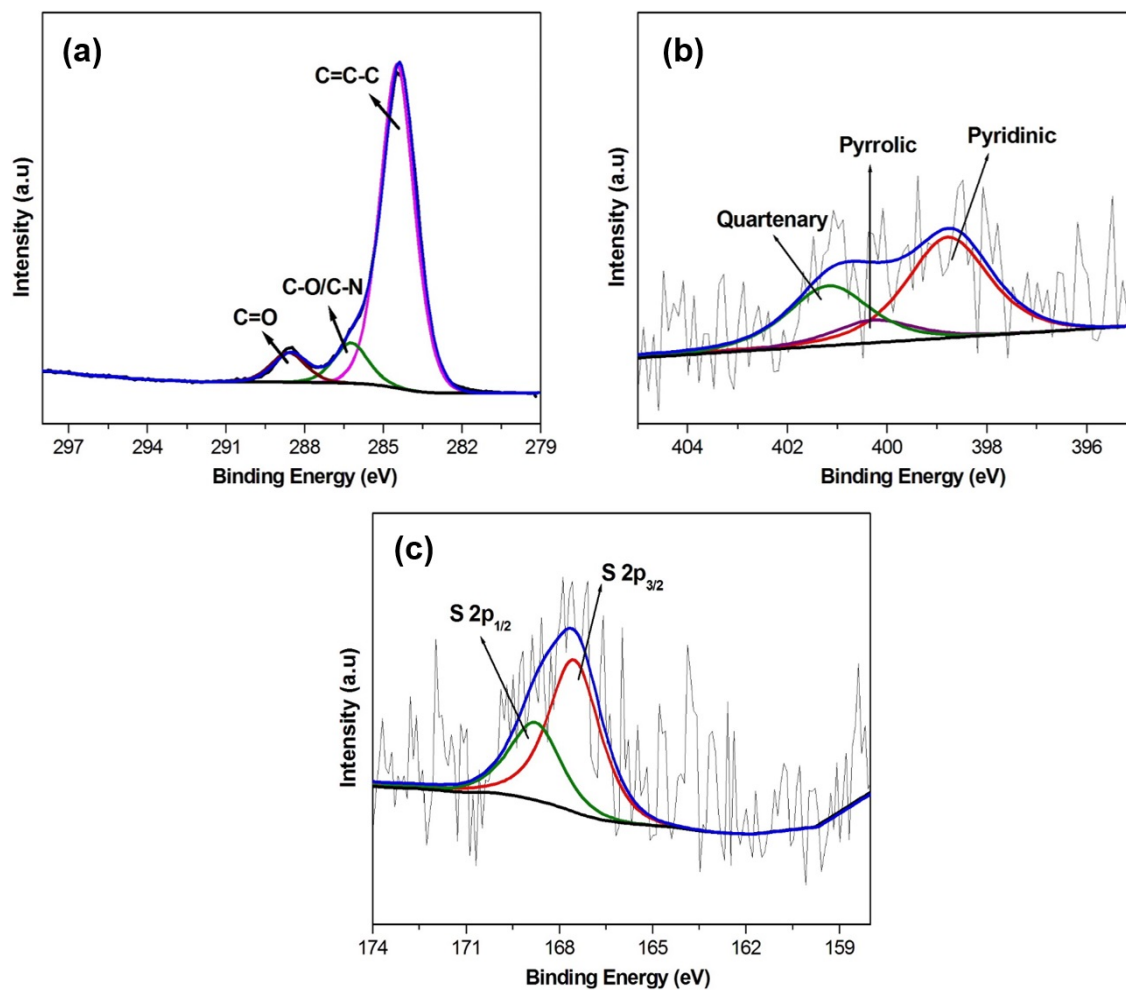 (a)
C=C-C
C-O/C-N
C=O
Intensity (a.u)
297 294 291 288 285 282 279
Binding Energy (eV)
(b)
Pyrrolic
Pyridinic
Quartenary
Intensity (a.u)
404 402 400 398 396
Binding Energy (eV)
(c)
S 2p3/2
S 2p1/2
Intensity (a.u)
174 171 168 165 162 159
Binding Energy (eV)